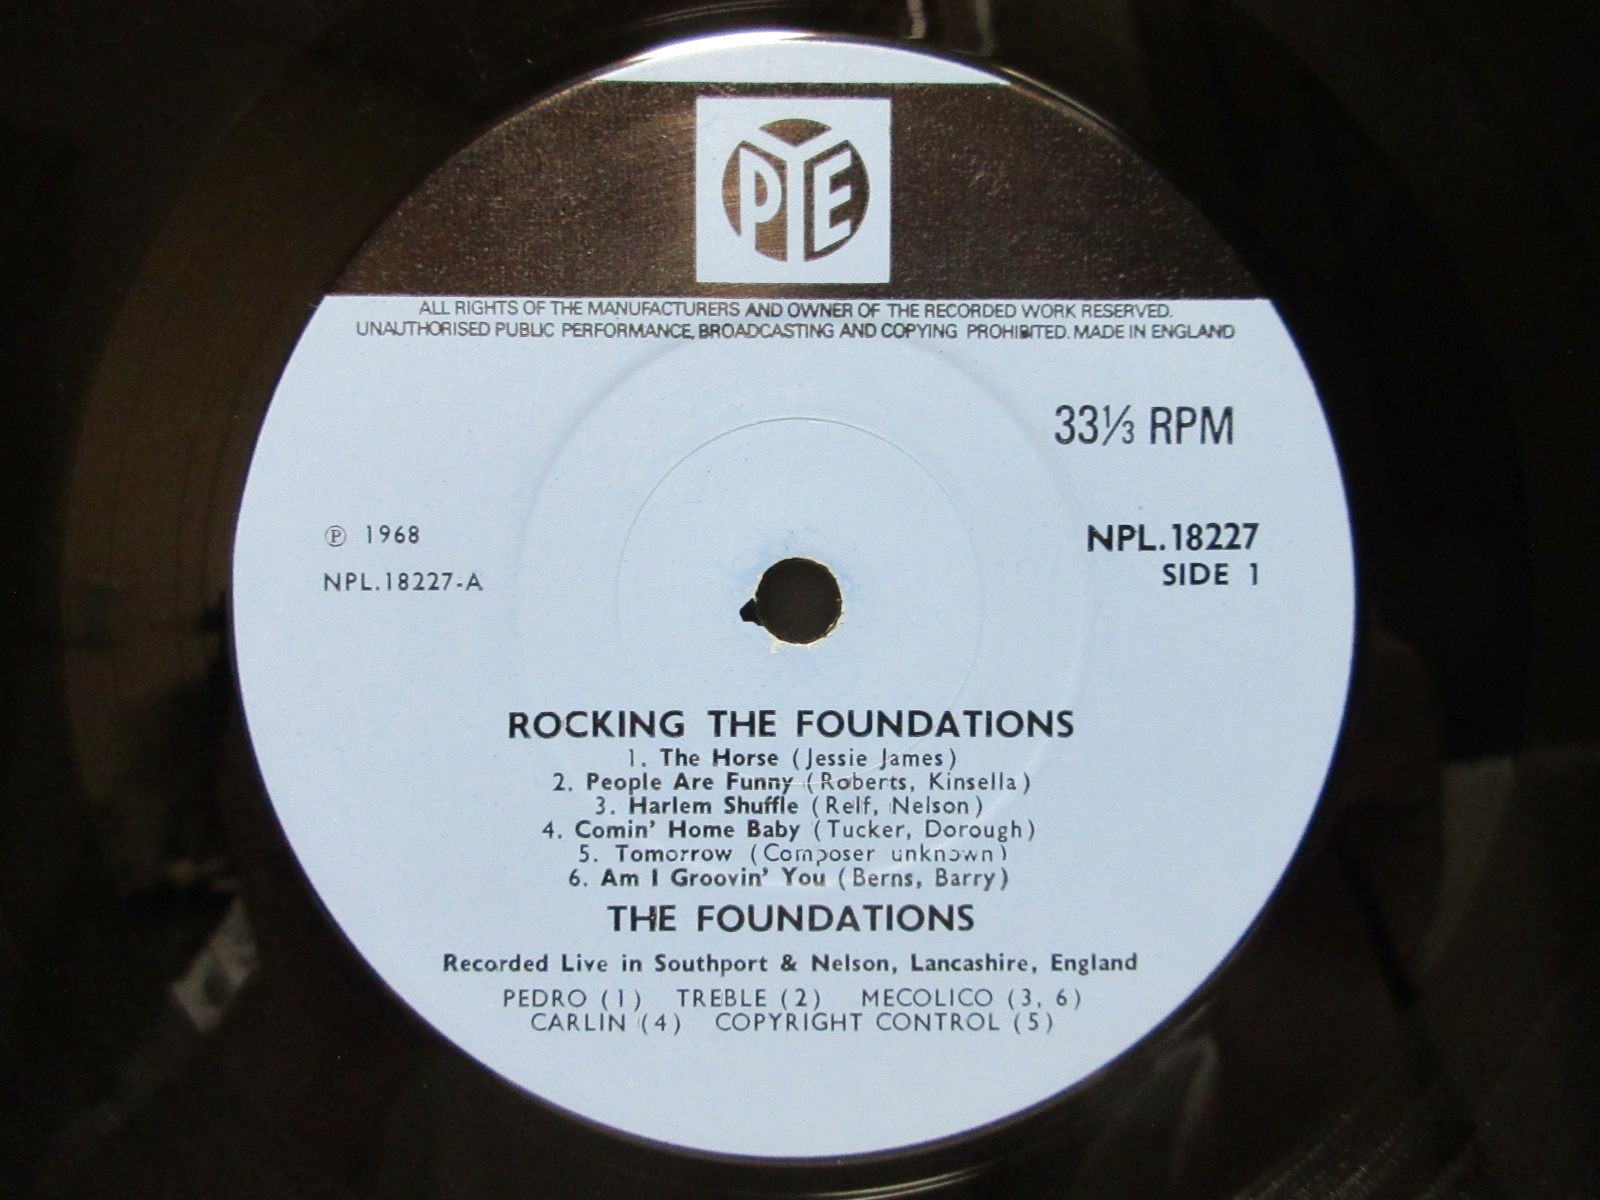 PYE
ALL RIGHTS OF THE MANUFACTURERS AND OWNER OF THE RECORDED WORK RESERVED.
UNAUTHORISED PUBLIC PERFORMANCE, BROADCASTING AND COPYING PROHIBITED. MADE IN ENGLAND
33⅓ RPM
℗ 1968
NPL.18227
NPL.18227-A
SIDE 1
ROCKING THE FOUNDATIONS
1. The Horse (Jessie James)
2. People Are Funny (Roberts, Kinsella)
3. Harlem Shuffle (Relf, Nelson)
4. Comin' Home Baby (Tucker, Dorough)
5. Tomorrow (Composer unknown)
6. Am I Groovin' You (Berns, Barry)
THE FOUNDATIONS
Recorded Live in Southport & Nelson, Lancashire, England
PEDRO (1) TREBLE (2) MECOLICO (3, 6)
CARLIN (4) COPYRIGHT CONTROL (5)